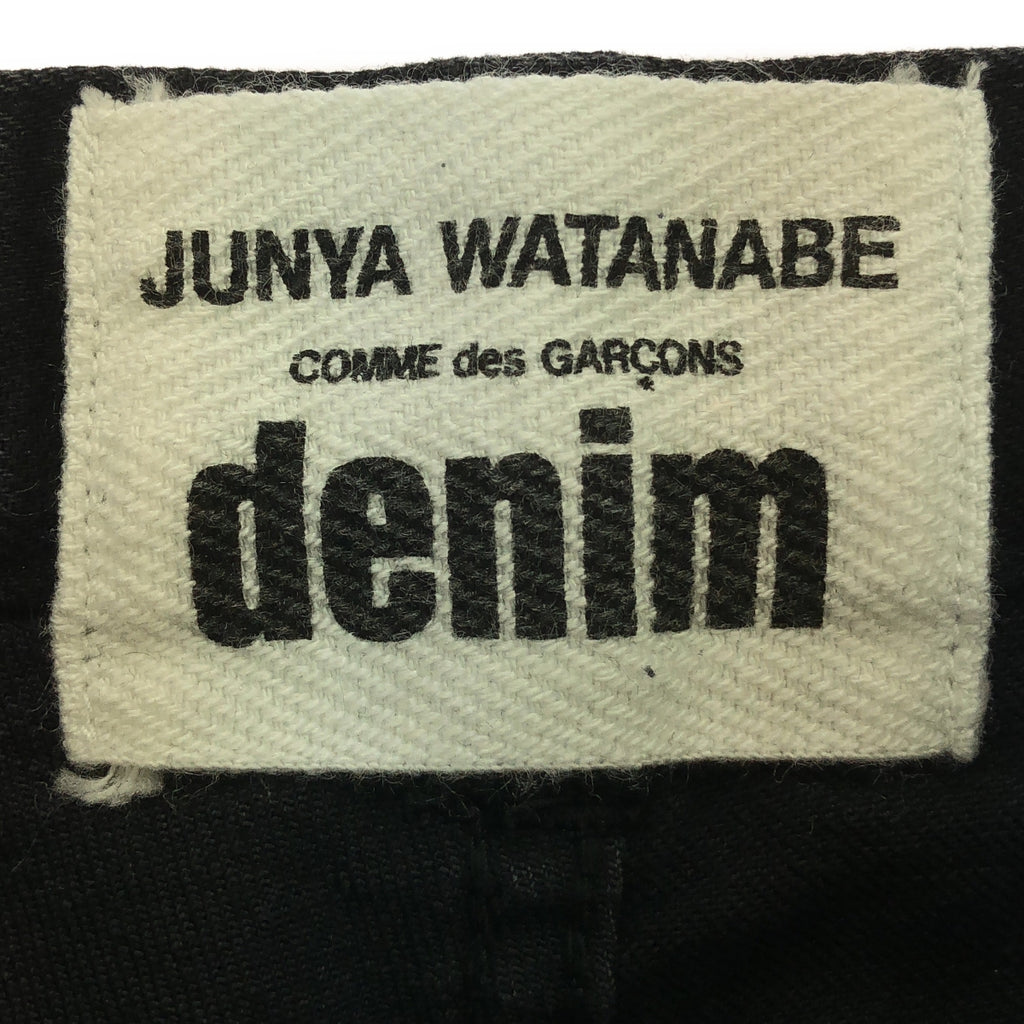 JUNYA WATANABE
COMME des GARÇONS
denim